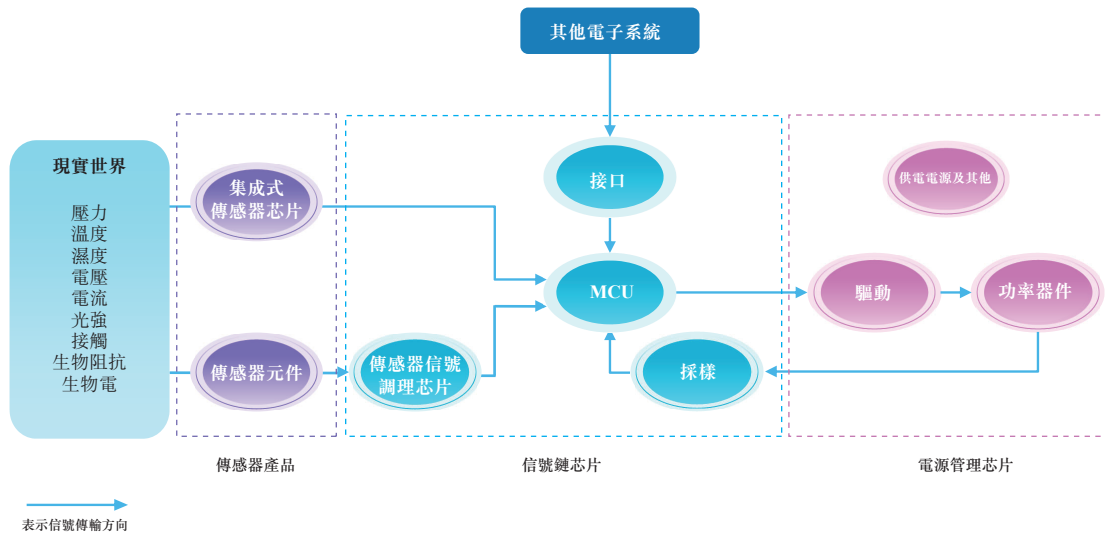 其他電子系統
現實世界
壓力
溫度
濕度
電壓
電流
光強
接觸
生物阻抗
生物電
集成式
傳感器芯片
傳感器元件
傳感器產品
接口
MCU
傳感器信號
調理芯片
採樣
信號鏈芯片
供電電源及其他
驅動
功率器件
電源管理芯片
表示信號傳輸方向